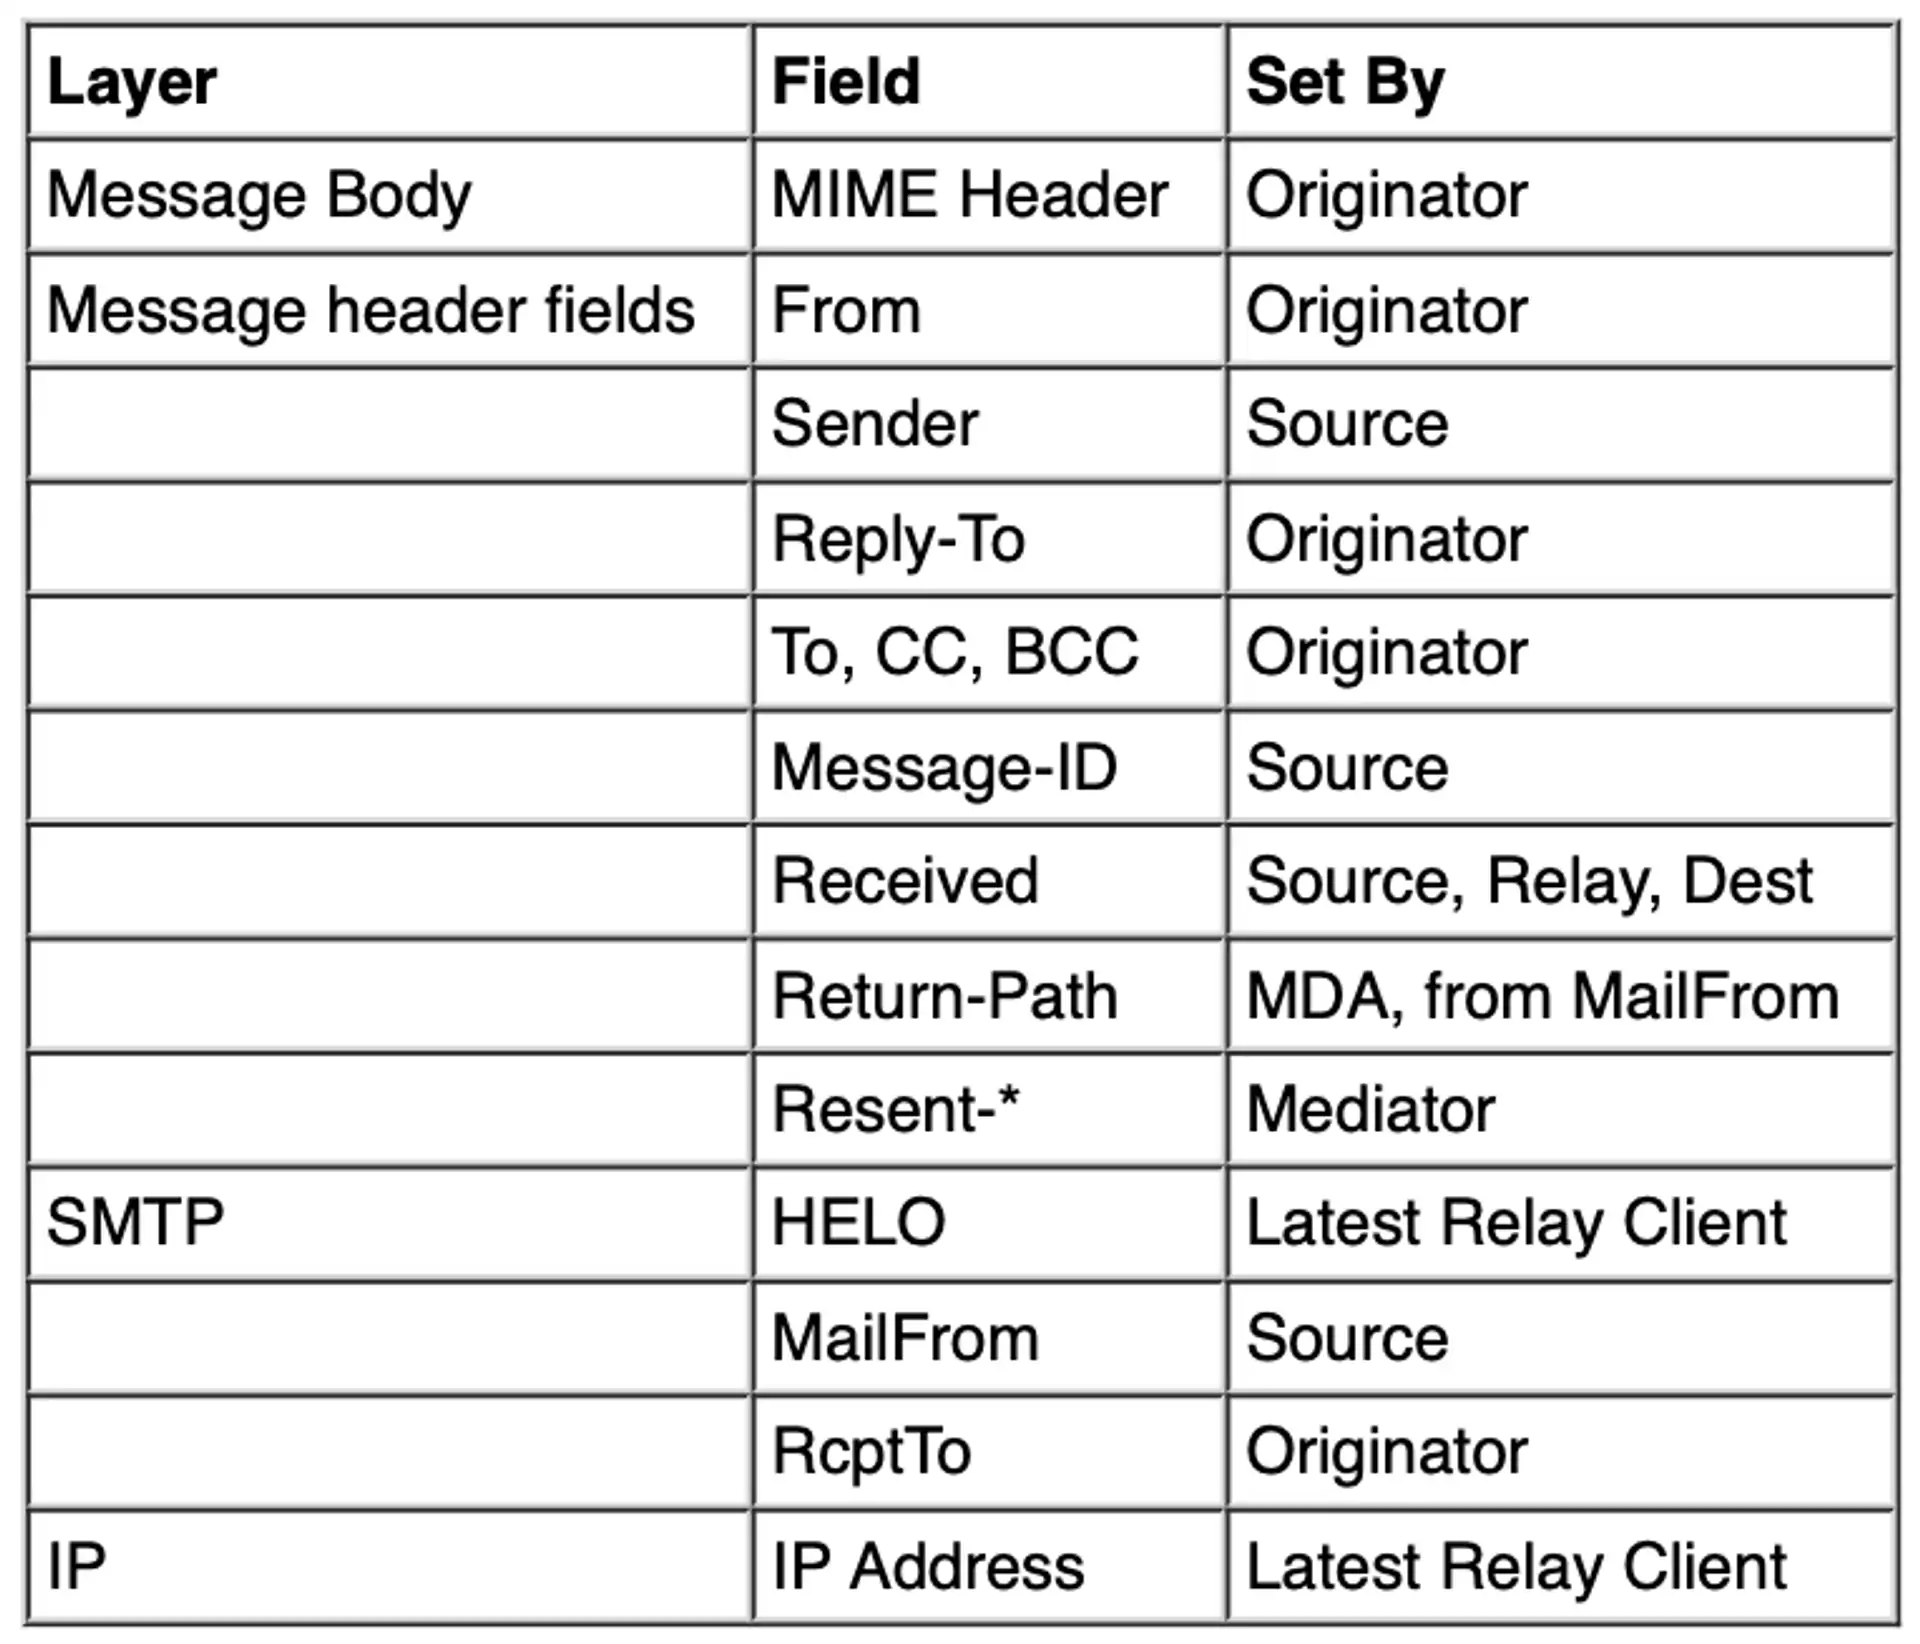 Layer Field Set By
Message Body MIME Header Originator
Message header fields From Originator
Sender Source
Reply-To Originator
To, CC, BCC Originator
Message-ID Source
Received Source, Relay, Dest
Return-Path MDA, from MailFrom
Resent-* Mediator
SMTP HELO Latest Relay Client
MailFrom Source
RcptTo Originator
IP IP Address Latest Relay Client